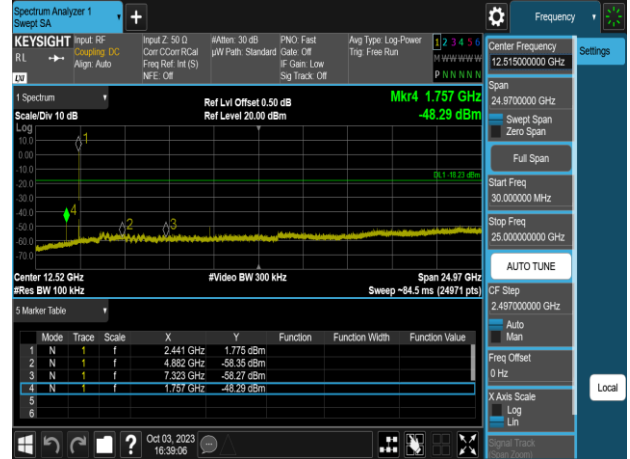 Spectrum Analyzer 1
Swept SA
Frequency
KEYSIGHT
RL
LXI
Input: RF
Coupling: DC
Align: Auto
Input Z: 50 Ω
Corr CCorr RCal
Freq Ref: Int (S)
NFE: Off
#Atten: 30 dB
µW Path: Standard
PNO: Fast
Gate: Off
IF Gain: Low
Sig Track: Off
Avg Type: Log-Power
Trig: Free Run
1 2 3 4 5 6
M W W W W W
P N N N N N
Center Frequency
12.515000000 GHz
Settings
Span
24.9700000 GHz
Swept Span
Zero Span
Full Span
Start Freq
30.000000 MHz
Stop Freq
25.000000000 GHz
AUTO TUNE
CF Step
2.497000000 GHz
Auto
Man
Freq Offset
0 Hz
X Axis Scale
Log
Lin
Signal Track
(Span Zoom)
Local
1 Spectrum
Scale/Div 10 dB
Ref Lvl Offset 0.50 dB
Ref Level 20.00 dBm
Mkr4 1.757 GHz
-48.29 dBm
Log
10.0
0.00
-10.0
-20.0
-30.0
-40.0
-50.0
-60.0
-70.0
1
2
3
4
DL1 -18.23 dBm
Center 12.52 GHz
#Res BW 100 kHz
#Video BW 300 kHz
Span 24.97 GHz
Sweep ~84.5 ms (24971 pts)
5 Marker Table
Mode Trace Scale X Y Function Function Width Function Value
1 N 1 f 2.441 GHz 1.775 dBm
2 N 1 f 4.882 GHz -58.35 dBm
3 N 1 f 7.323 GHz -58.27 dBm
4 N 1 f 1.757 GHz -48.29 dBm
5
6
?
Oct 03, 2023
16:39:06